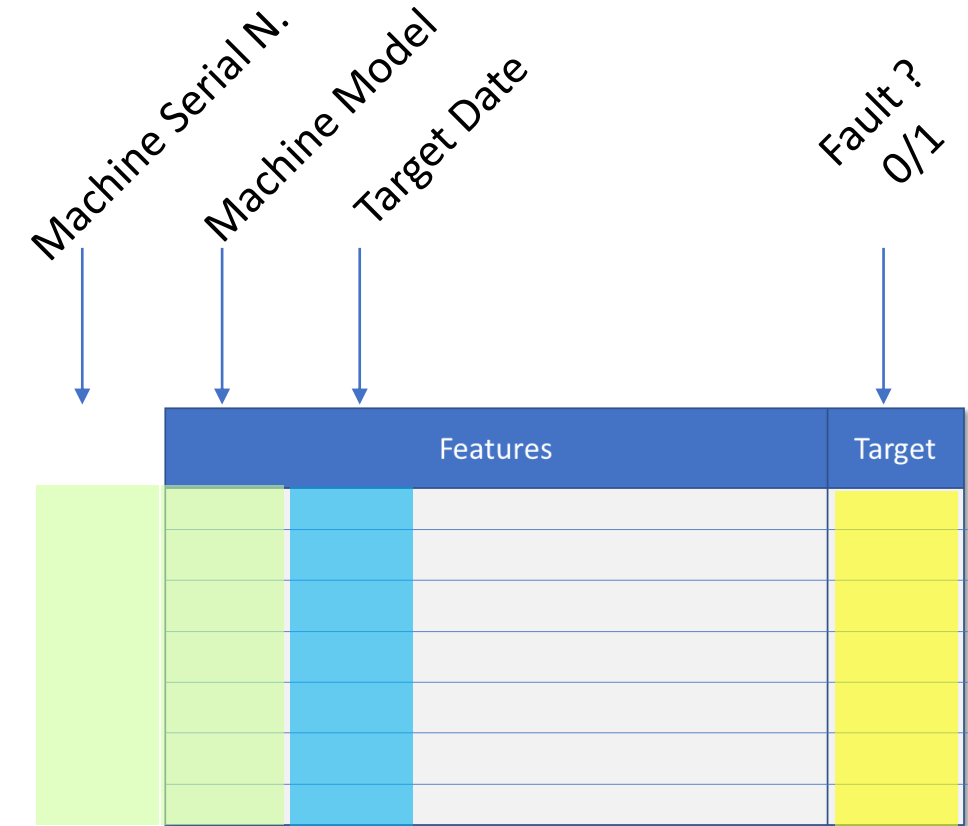 Machine Serial N.
Machine Model
Target Date
Fault ?
0/1
Features
Target